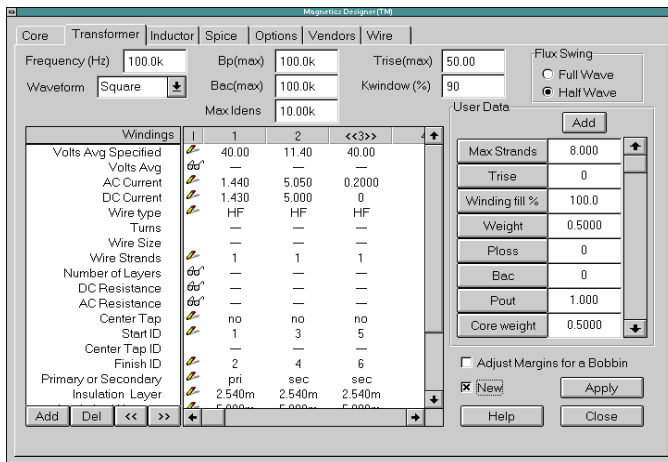 Magnetics Designer(TM)
Core Transformer Inductor Spice Options Vendors Wire
Frequency (Hz) 100.0k Bp(max) 100.0k Trise(max) 50.00 Flux Swing
Waveform Square Bac(max) 100.0k Kwindow (%) 90 Full Wave
Half Wave
Max Idens 10.00k User Data
Add
Windings I 1 2 <<3>> 4
Volts Avg Specified 40.00 11.40 40.00
Volts Avg — — —
AC Current 1.440 5.050 0.2000
DC Current 1.430 5.000 0
Wire type HF HF HF
Turns — — —
Wire Size — — —
Wire Strands 1 1 1
Number of Layers — — —
DC Resistance — — —
AC Resistance — — —
Center Tap no no no
Start ID 1 3 5
Center Tap ID — — —
Finish ID 2 4 6
Primary or Secondary pri sec sec
Insulation Layer 2.540m 2.540m 2.540m
Add Del << >>
Max Strands 8.000
Trise 0
Winding fill % 100.0
Weight 0.5000
Ploss 0
Bac 0
Pout 1.000
Core weight 0.5000
Adjust Margins for a Bobbin
New Apply
Help Close